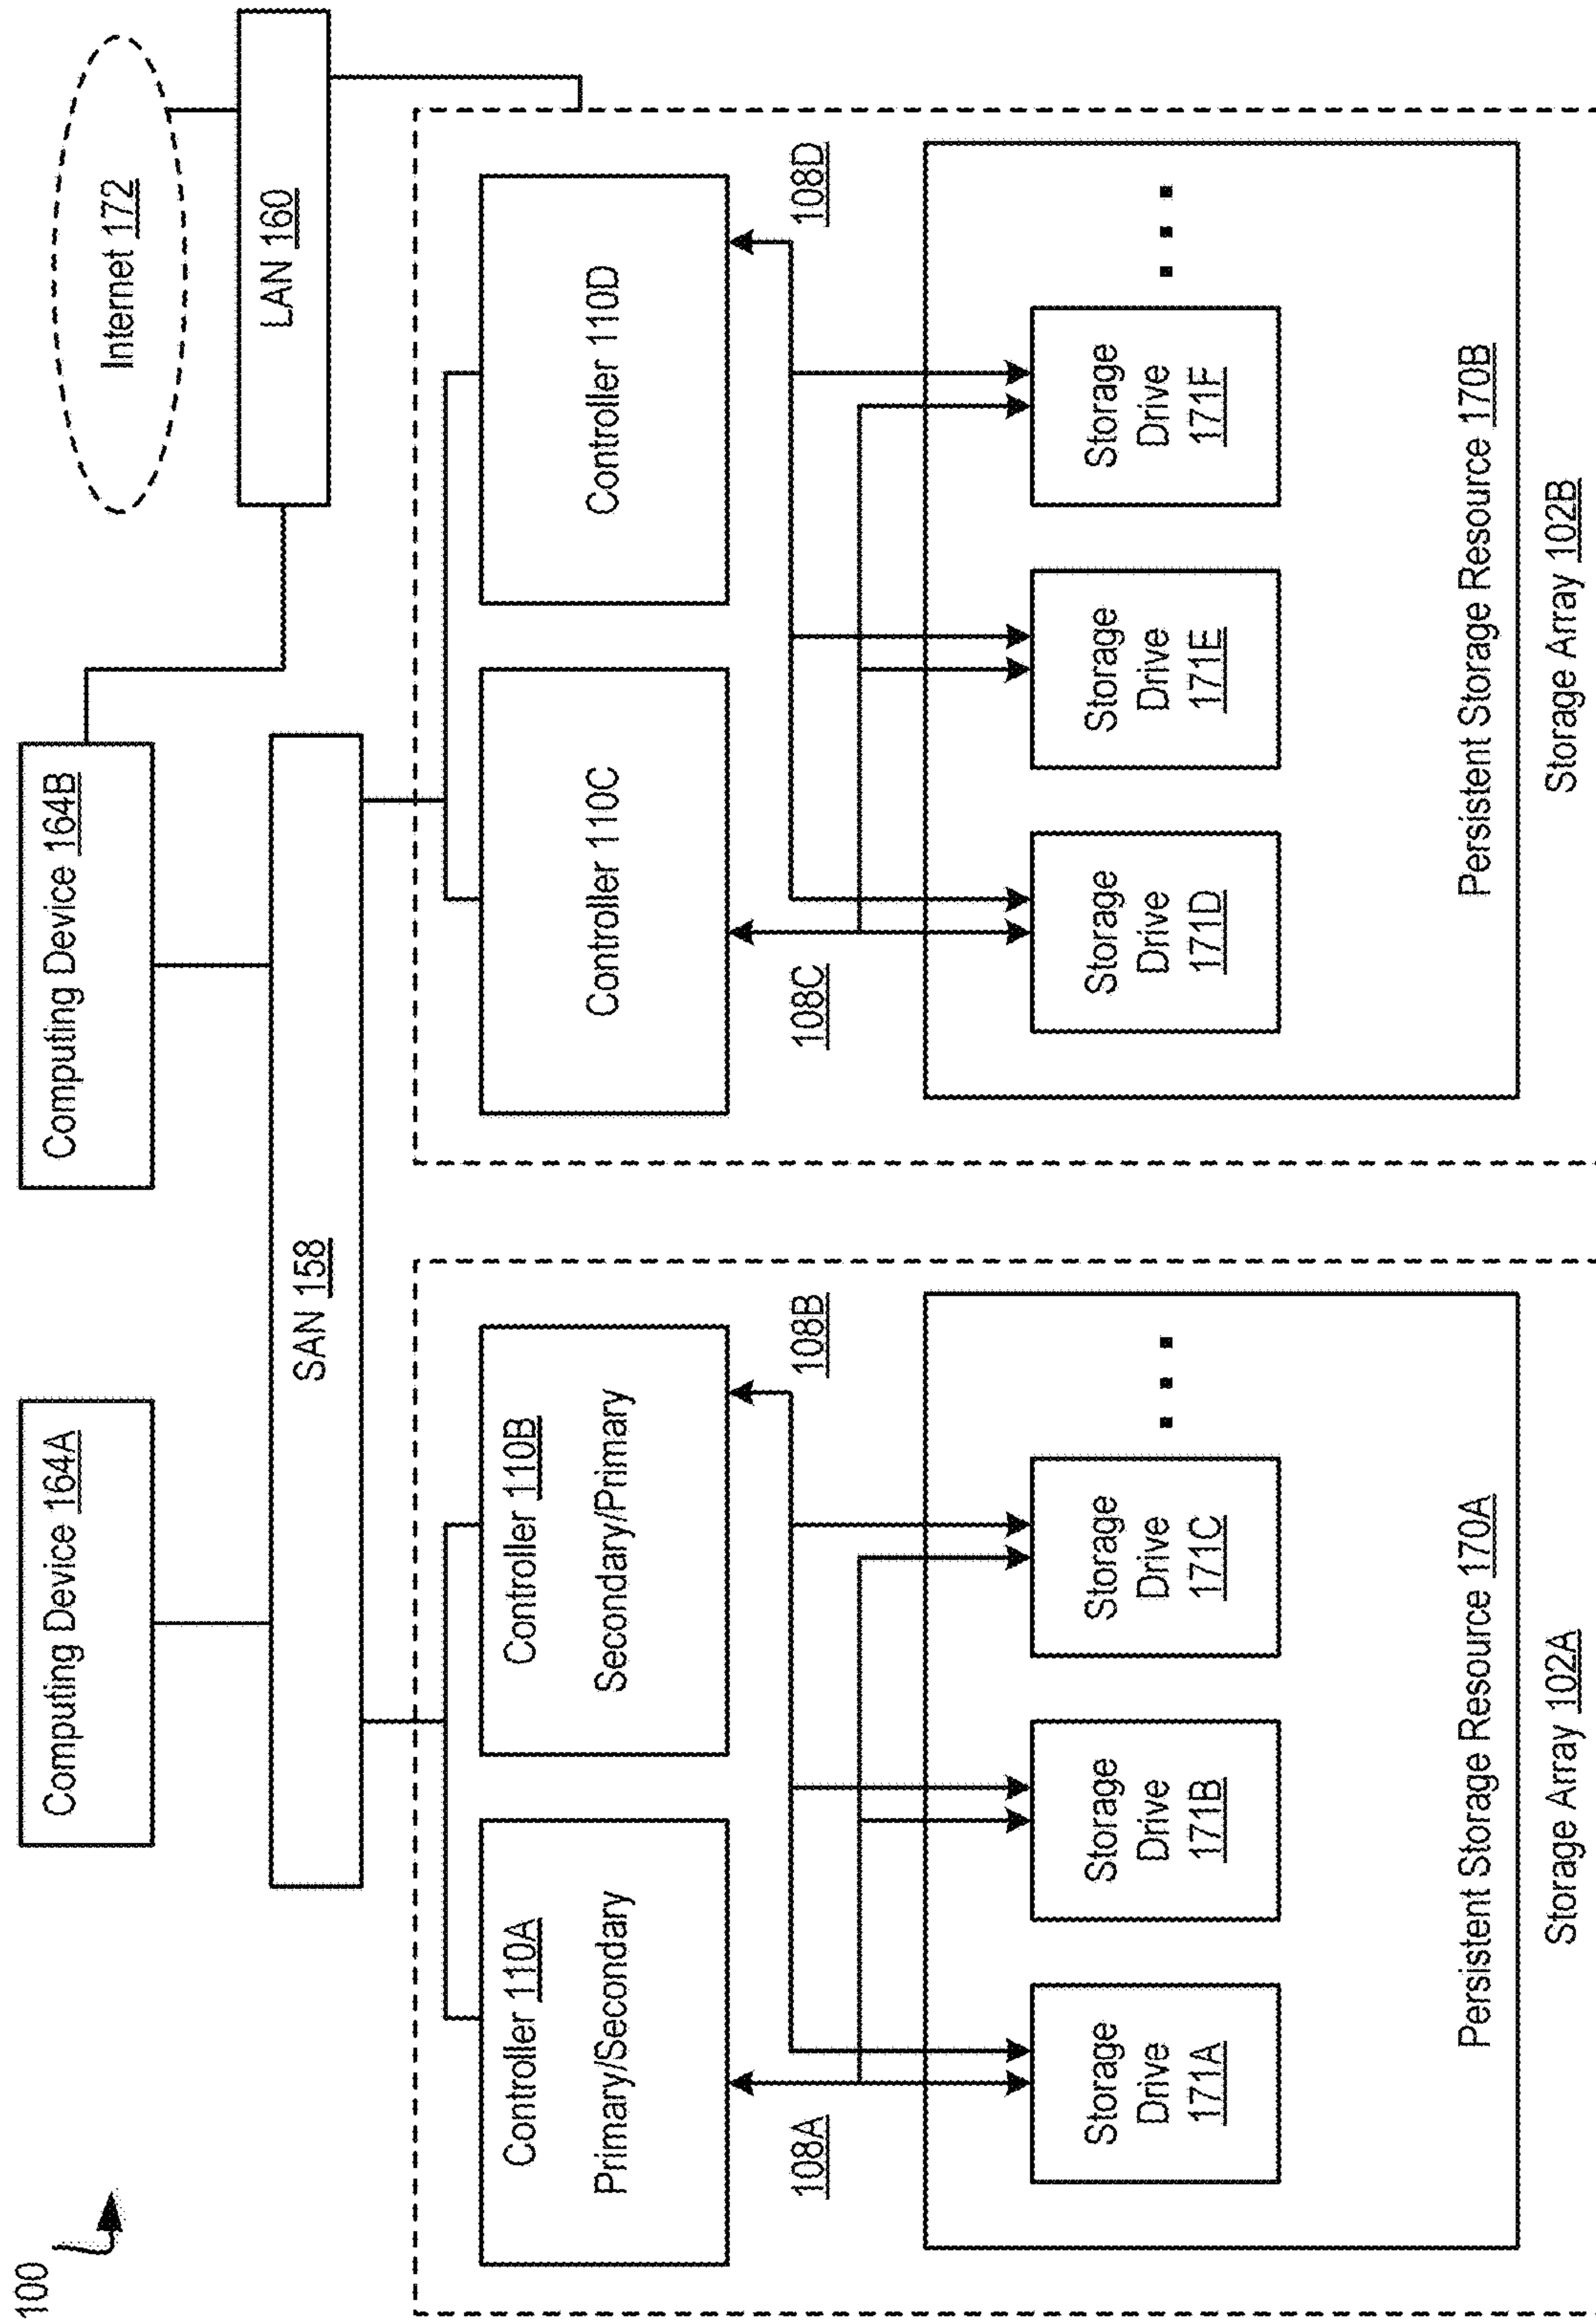 100
Computing Device 164A
Computing Device 164B
Internet 172
LAN 160
SAN 158
Controller 110A
Primary/Secondary
Controller 110B
Secondary/Primary
Controller 110C
Controller 110D
108A
108B
108C
108D
Storage
Drive
171A
Storage
Drive
171B
Storage
Drive
171C
Storage
Drive
171D
Storage
Drive
171E
Storage
Drive
171F
Persistent Storage Resource 170A
Persistent Storage Resource 170B
Storage Array 102A
Storage Array 102B